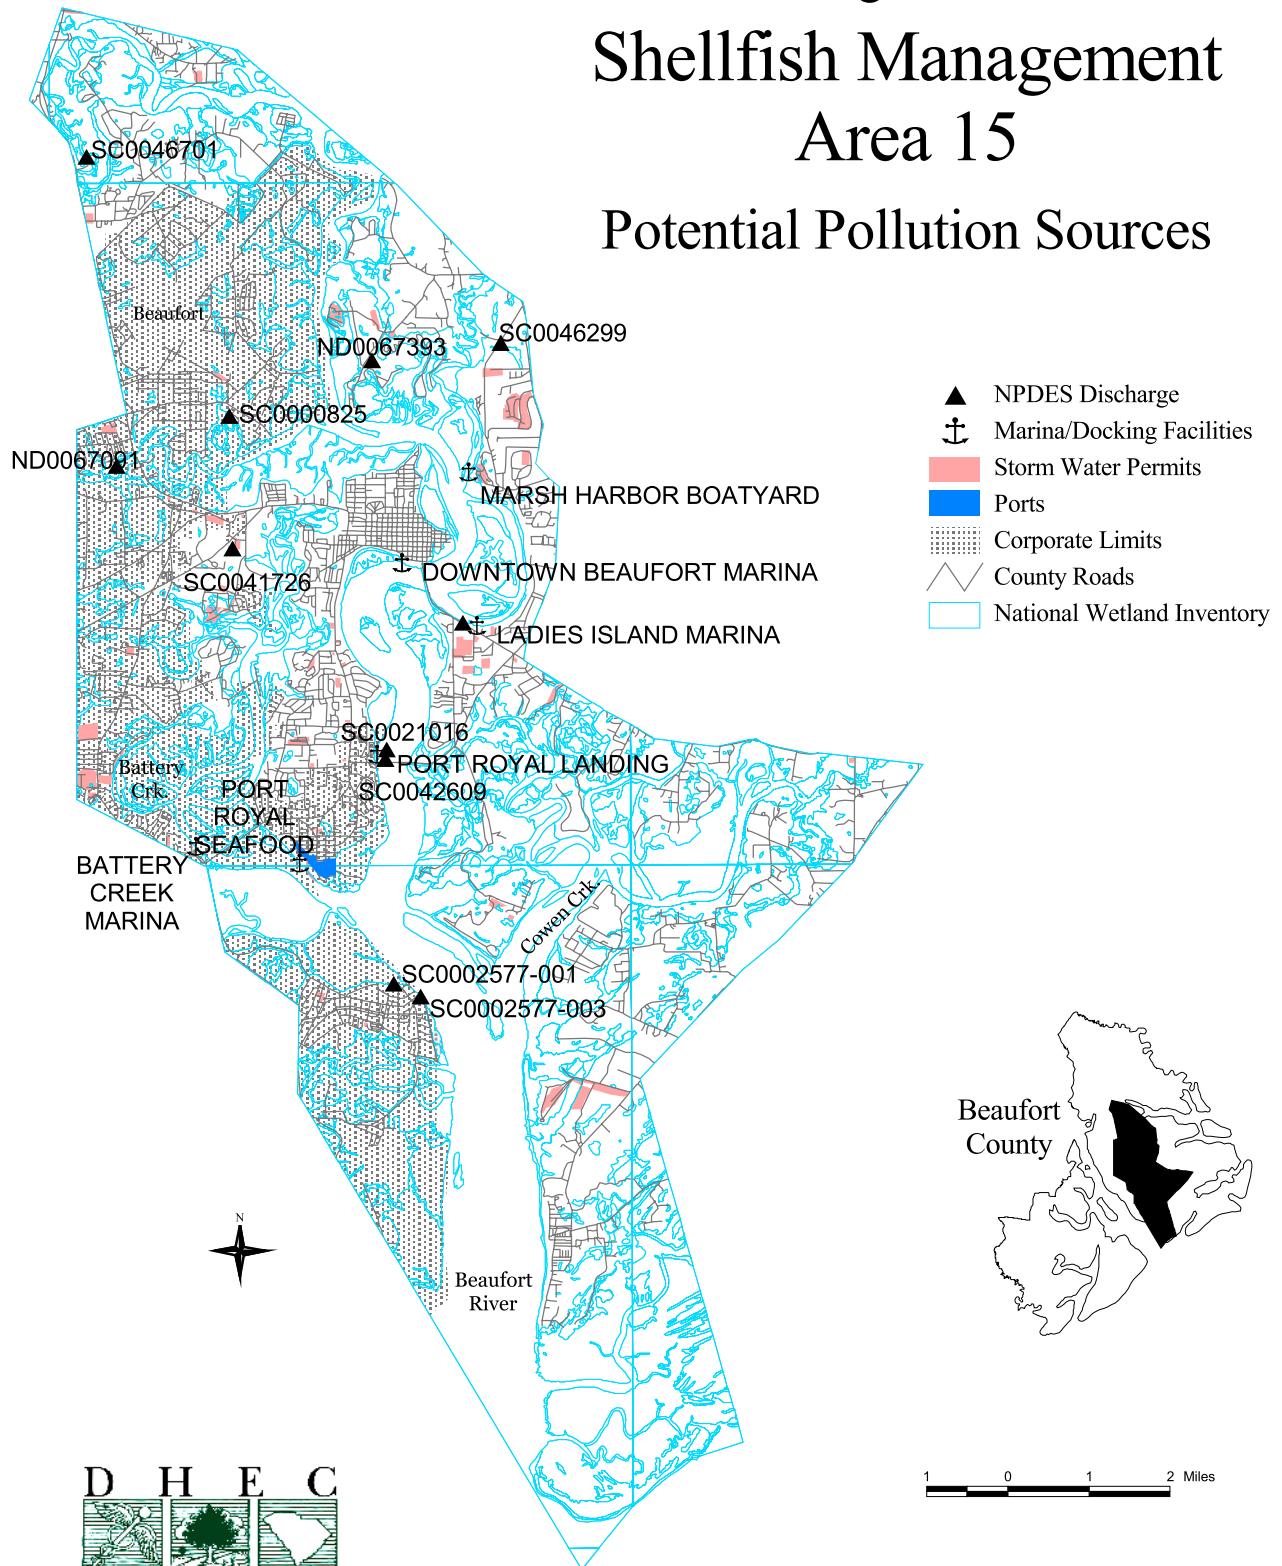 Shellfish Management
Area 15
Potential Pollution Sources
SC0046701
Beaufort
ND0067393
SC0046299
SC0000825
ND0067091
MARSH HARBOR BOATYARD
DOWNTOWN BEAUFORT MARINA
SC0041726
LADIES ISLAND MARINA
SC0021016
PORT ROYAL LANDING
SC0042609
Battery
Crk.
PORT
ROYAL
SEAFOOD
BATTERY
CREEK
MARINA
Cowen Crk.
SC0002577-001
SC0002577-003
Beaufort
River
N
NPDES Discharge
Marina/Docking Facilities
Storm Water Permits
Ports
Corporate Limits
County Roads
National Wetland Inventory
Beaufort
County
1 0 1 2 Miles
D H E C